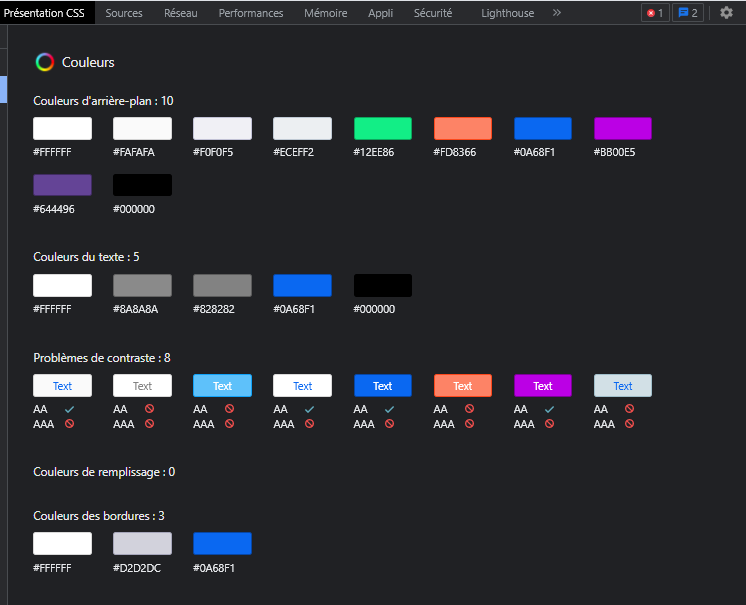 Présentation CSS Sources Réseau Performances Mémoire Appli Sécurité Lighthouse » 1 2
Couleurs
Couleurs d'arrière-plan : 10
#FFFFFF #FAFAFA #F0F0F5 #ECEFF2 #12EE86 #FD8366 #0A68F1 #BB00E5
#644496 #000000
Couleurs du texte : 5
#FFFFFF #8A8A8A #828282 #0A68F1 #000000
Problèmes de contraste : 8
Text Text Text Text Text Text Text Text
AA AA AA AA AA AA AA AA
AAA AAA AAA AAA AAA AAA AAA AAA
Couleurs de remplissage : 0
Couleurs des bordures : 3
#FFFFFF #D2D2DC #0A68F1